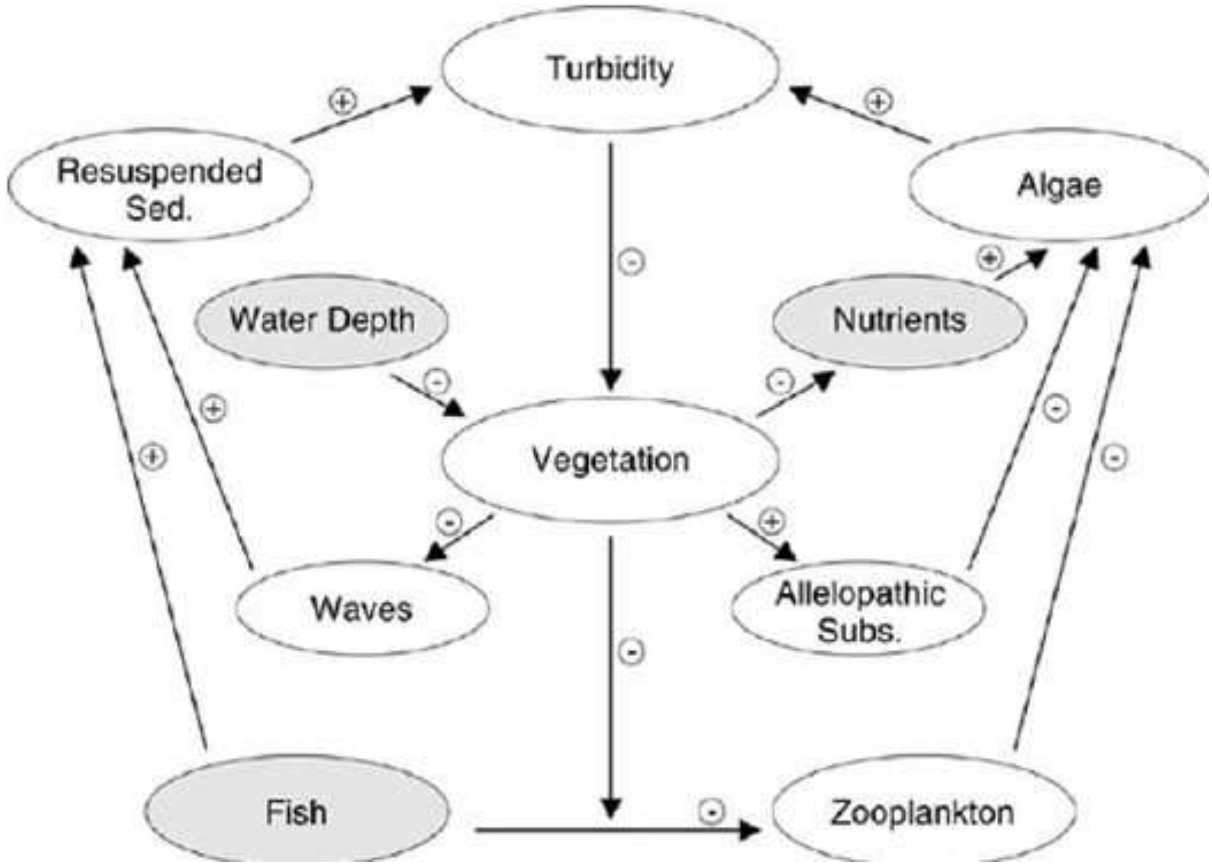 Turbidity
+
+
Resuspended
Sed.
Algae
-
+
Water Depth
Nutrients
-
-
+
-
+
Vegetation
-
-
+
Waves
Allelopathic
Subs.
-
Fish
-
Zooplankton